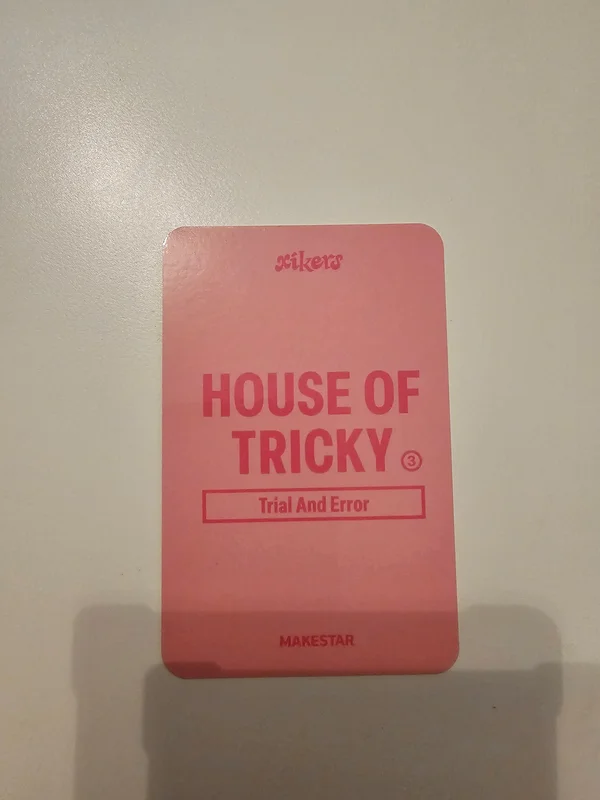 xikers
HOUSE OF
TRICKY ③
Trial And Error
MAKESTAR